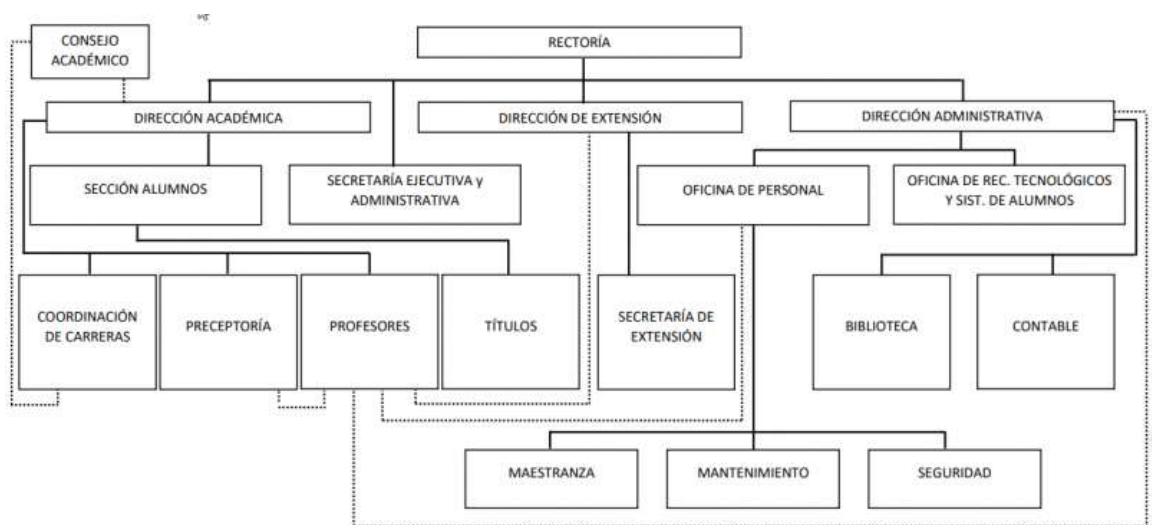 CONSEJO
ACADÉMICO
RECTORÍA
DIRECCIÓN ACADÉMICA
DIRECCIÓN DE EXTENSIÓN
DIRECCIÓN ADMINISTRATIVA
SECCIÓN ALUMNOS
SECRETARÍA EJECUTIVA y
ADMINISTRATIVA
OFICINA DE PERSONAL
OFICINA DE REC. TECNOLÓGICOS
Y SIST. DE ALUMNOS
COORDINACIÓN
DE CARRERAS
PRECEPTORÍA
PROFESORES
TÍTULOS
SECRETARÍA DE
EXTENSIÓN
BIBLIOTECA
CONTABLE
MAESTRANZA
MANTENIMIENTO
SEGURIDAD